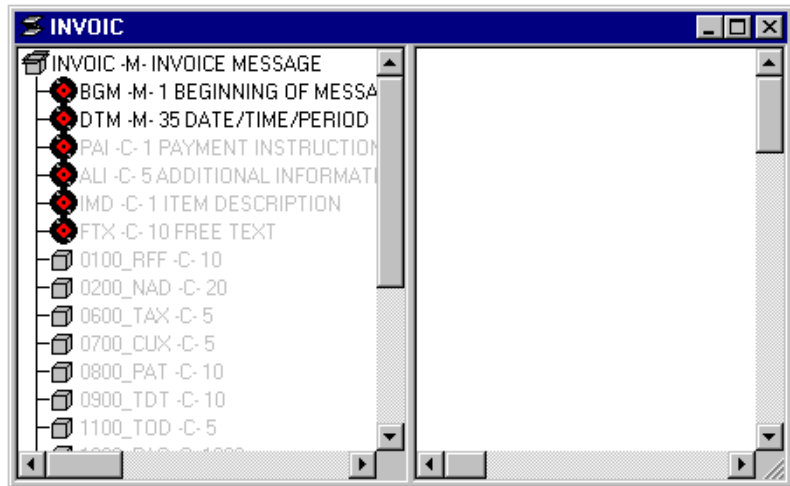 INVOIC
INVOIC -M- INVOICE MESSAGE
BGM -M- 1 BEGINNING OF MESSA
DTM -M- 35 DATE/TIME/PERIOD
PAI -C- 1 PAYMENT INSTRUCTION
ALI -C- 5 ADDITIONAL INFORMATI
IMD -C- 1 ITEM DESCRIPTION
FTX -C- 10 FREE TEXT
0100_RFF -C- 10
0200_NAD -C- 20
0600_TAX -C- 5
0700_CUX -C- 5
0800_PAT -C- 10
0900_TDT -C- 10
1100_TOD -C- 5